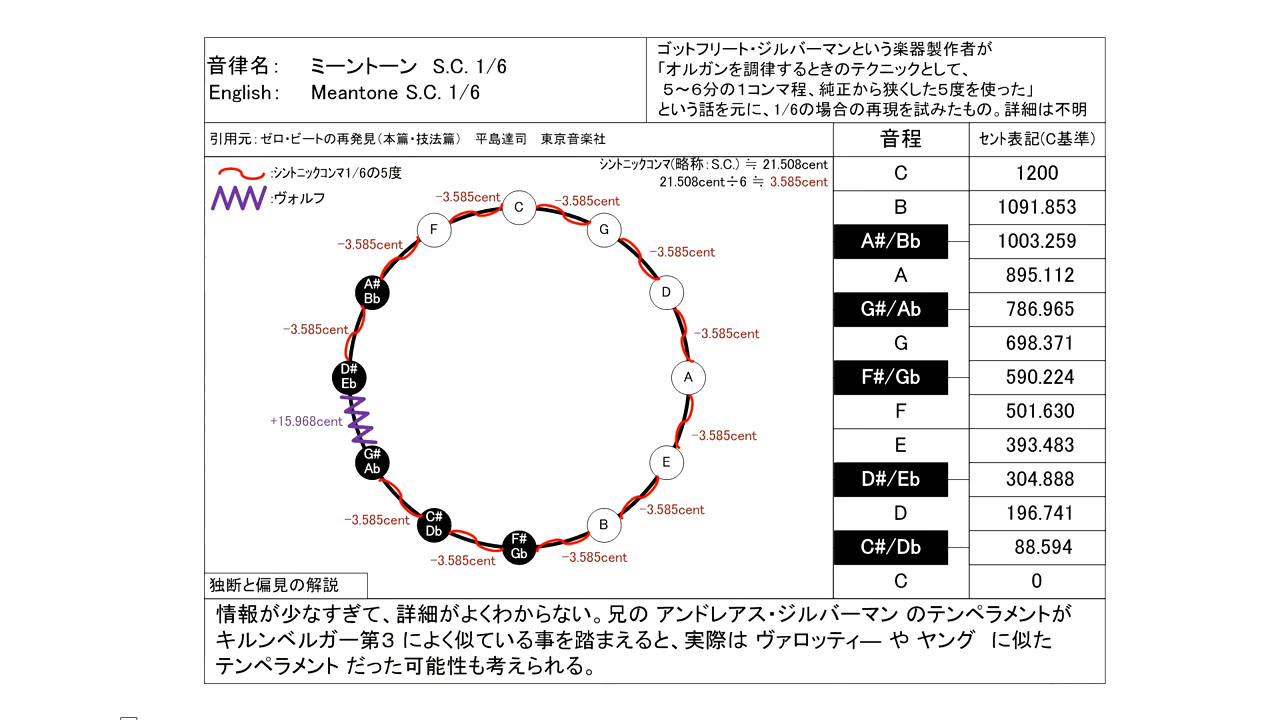 音律名： ミーントーン S.C. 1/6
English： Meantone S.C. 1/6
ゴットフリート・ジルバーマンという楽器製作者が
「オルガンを調律するときのテクニックとして、
５～６分の１コンマ程、純正から狭くした５度を使った」
という話を元に、1/6の場合の再現を試みたもの。詳細は不明
引用元：ゼロ・ビートの再発見（本篇・技法篇） 平島達司 東京音楽社
音程
セント表記（C基準）
:シントニックコンマ1/6の5度
:ヴォルフ
シントニックコンマ(略称：S.C.) ≒ 21.508cent
21.508cent÷6 ≒ 3.585cent
C
-3.585cent
G
-3.585cent
D
-3.585cent
A
-3.585cent
E
-3.585cent
B
-3.585cent
F#
Gb
-3.585cent
C#
Db
-3.585cent
G#
Ab
+15.968cent
D#
Eb
-3.585cent
A#
Bb
-3.585cent
F
-3.585cent
C 1200
B 1091.853
A#/Bb 1003.259
A 895.112
G#/Ab 786.965
G 698.371
F#/Gb 590.224
F 501.630
E 393.483
D#/Eb 304.888
D 196.741
C#/Db 88.594
C 0
独断と偏見の解説
情報が少なすぎて、詳細がよくわからない。兄の アンドレアス・ジルバーマン のテンペラメントが
キルンベルガー第３ によく似ている事を踏まえると、実際は ヴァロッティ― や ヤング に似た
テンペラメント だった可能性も考えられる。